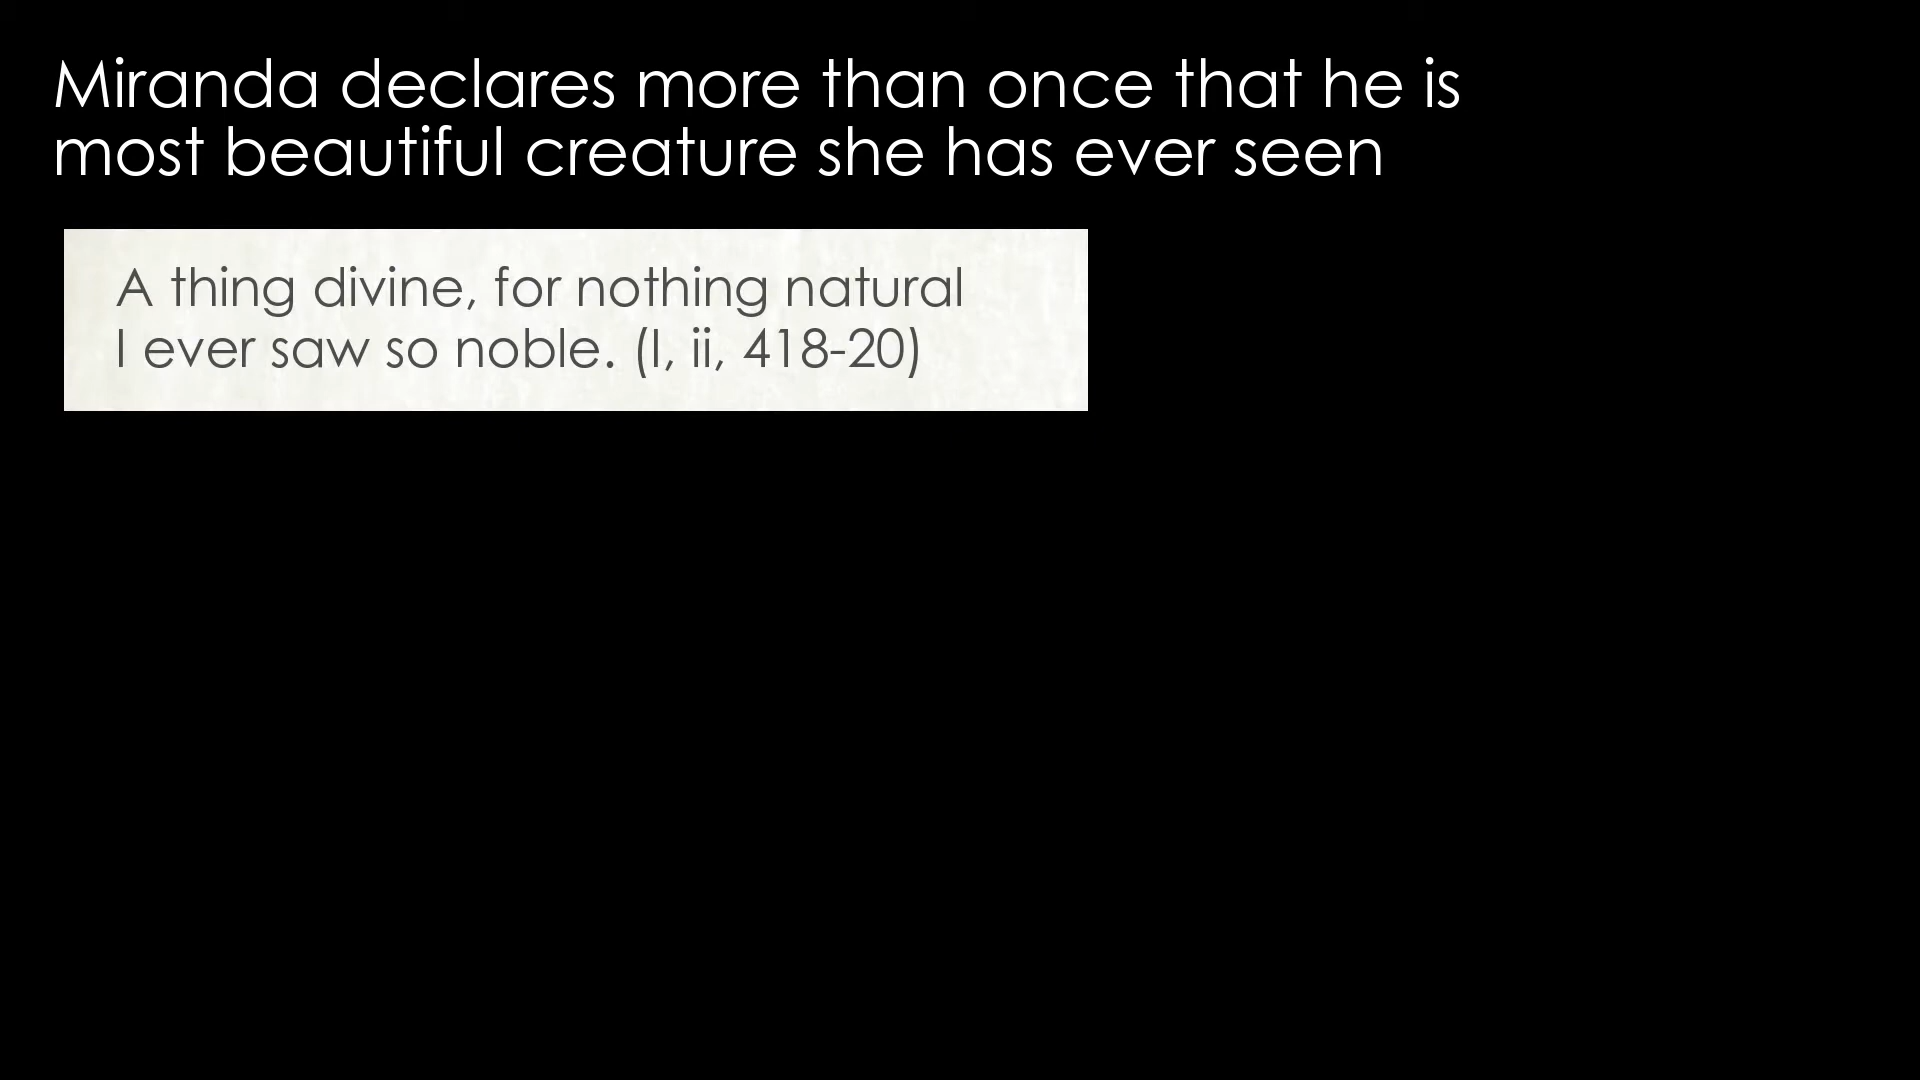 Miranda declares more than once that he is
most beautiful creature she has ever seen
A thing divine, for nothing natural
I ever saw so noble. (I, ii, 418-20)